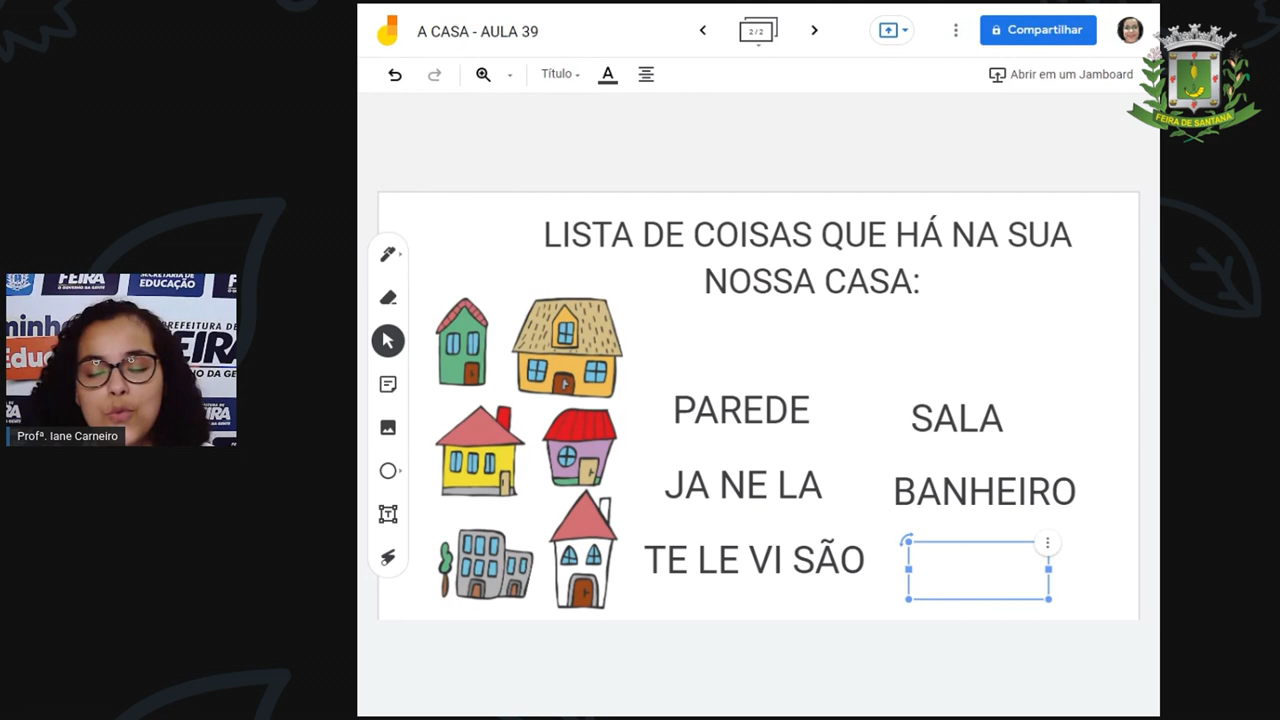 A CASA - AULA 39
2/2
Compartilhar
Título
A
Abrir em um Jamboard
FEIRA DE SANTANA
LISTA DE COISAS QUE HÁ NA SUA
NOSSA CASA:
PAREDE
SALA
JA NE LA
BANHEIRO
TE LE VI SÃO
FEIRA
SECRETARIA DE
EDUCAÇÃO
PREFEITURA DE
Profª. Iane Carneiro